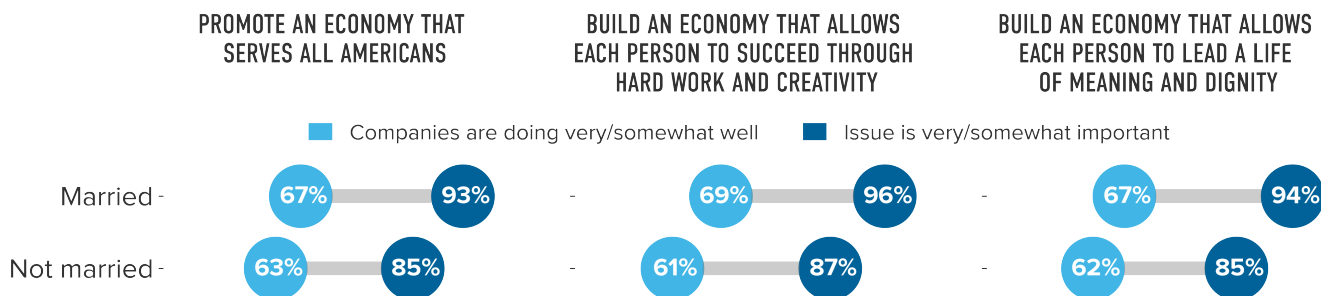 PROMOTE AN ECONOMY THAT
SERVES ALL AMERICANS
BUILD AN ECONOMY THAT ALLOWS
EACH PERSON TO SUCCEED THROUGH
HARD WORK AND CREATIVITY
BUILD AN ECONOMY THAT ALLOWS
EACH PERSON TO LEAD A LIFE
OF MEANING AND DIGNITY
Companies are doing very/somewhat well
Issue is very/somewhat important
Married - 67% 93% - 69% 96% - 67% 94%
Not married - 63% 85% - 61% 87% - 62% 85%